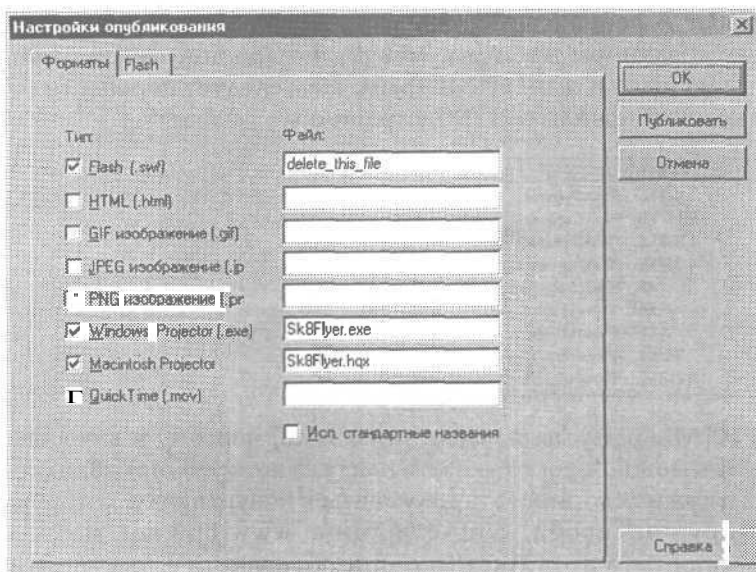 Настройки опубликования
Форматы
Flash
OK
Публиковать
Отмена
Тип:
Файл:
Flash (.swf)
delete_this_file
HTML (.html)
GIF изображение (.gif)
JPEG изображение (.jp
PNG изображение (.pr
Windows Projector (.exe)
Sk8Flyer.exe
Macintosh Projector
Sk8Flyer.hqx
QuickTime (.mov)
Исп. стандартные названия
Справка